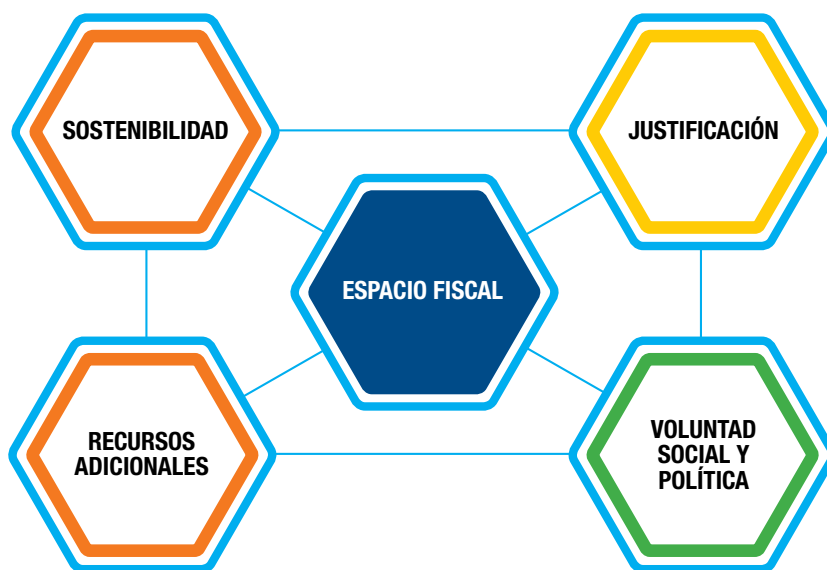 SOSTENIBILIDAD
JUSTIFICACIÓN
ESPACIO FISCAL
RECURSOS
ADICIONALES
VOLUNTAD
SOCIAL Y
POLÍTICA